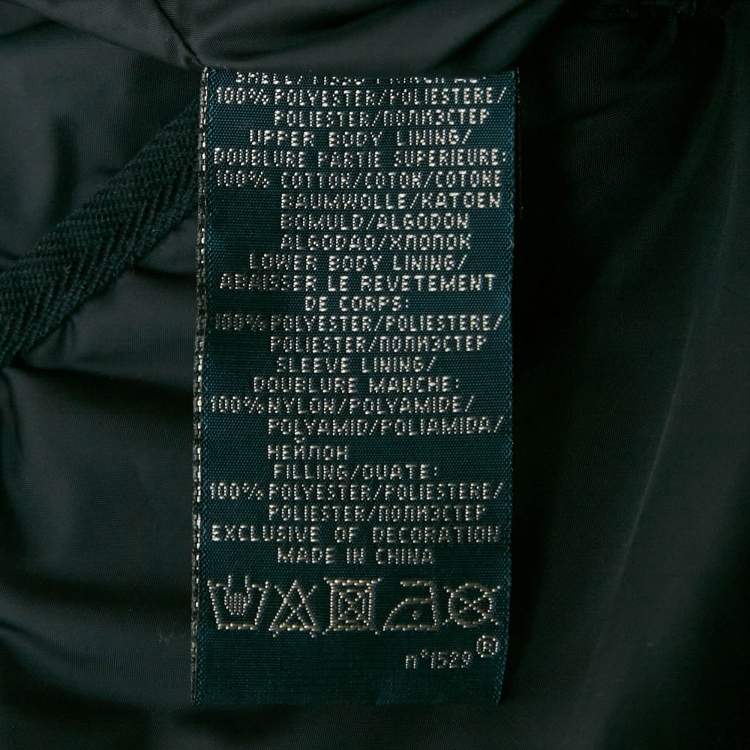 SHELL/TISSU PRINCIPAL:
100% POLYESTER/POLIESTERE/
POLIESTER/ПОЛИЭСТЕР
UPPER BODY LINING/
DOUBLURE PARTIE SUPERIEURE:
100% COTTON/COTON/COTONE
BAUMWOLLE/KATOEN
BOMULD/ALGODON
ALGODAO/ХЛОПОК
LOWER BODY LINING/
ABAISSER LE REVETEMENT
DE CORPS:
100% POLYESTER/POLIESTERE/
POLIESTER/ПОЛИЭСТЕР
SLEEVE LINING/
DOUBLURE MANCHE:
100% NYLON/POLYAMIDE/
POLYAMID/POLIAMIDA/
НЕЙЛОН
FILLING/OUATE:
100% POLYESTER/POLIESTERE/
POLIESTER/ПОЛИЭСТЕР
EXCLUSIVE OF DECORATION
MADE IN CHINA
n°1529 ®